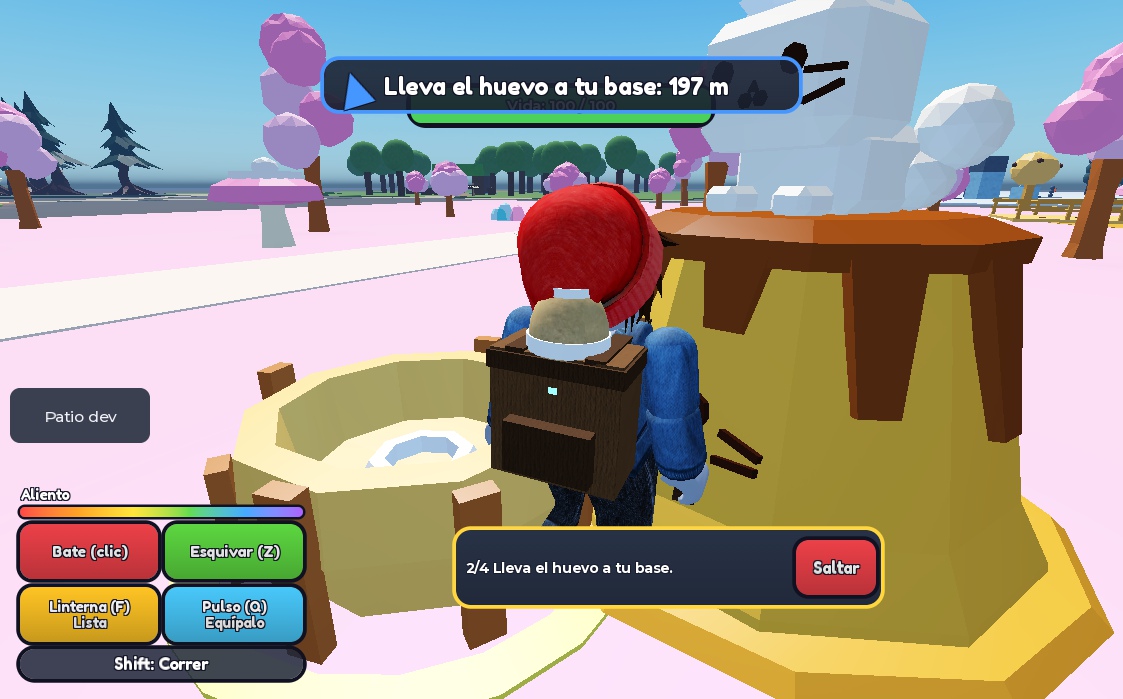 Lleva el huevo a tu base: 197 m
Vida: 100 / 100
Patio dev
Aliento
Bate (clic)
Esquivar (Z)
Linterna (F)
Lista
Pulso (Q)
Equípalo
Shift: Correr
2/4 Lleva el huevo a tu base.
Saltar